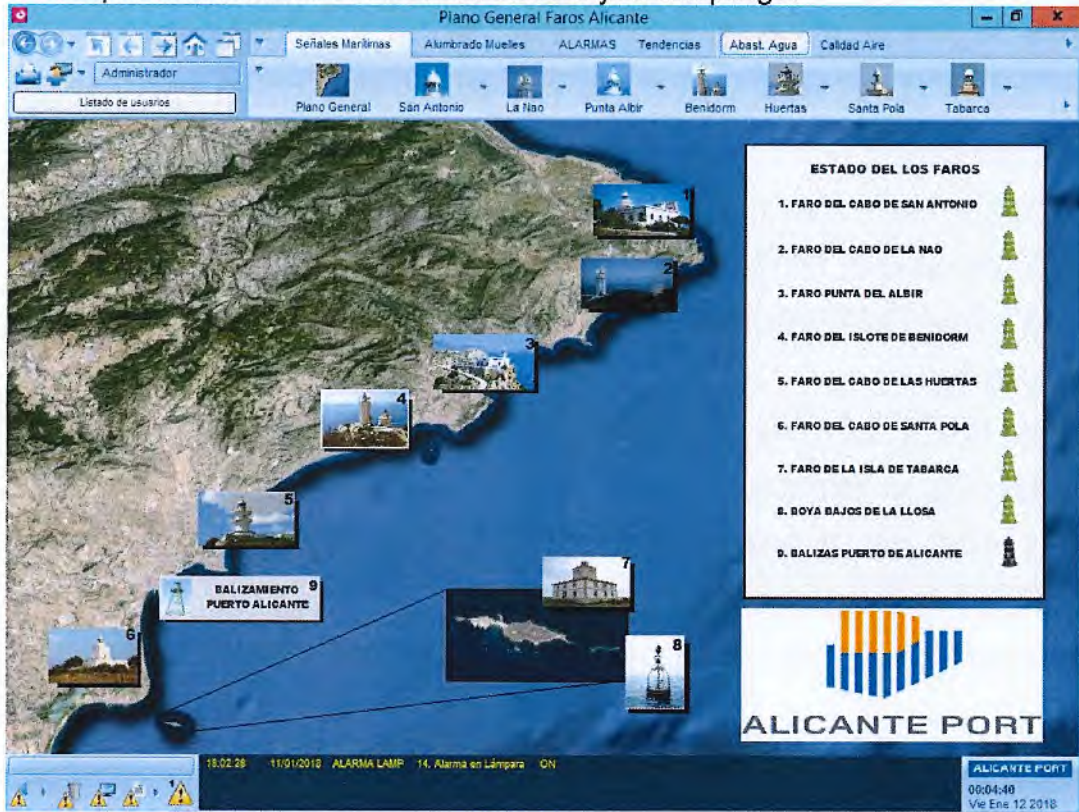 Plano General Faros Alicante
Señales Marítimas Alumbrado Muelles ALARMAS Tendencias Abast. Agua Calidad Aire
Administrador
Listado de usuarios
Plano General San Antonio La Nao Punta Albir Benidorm Huertas Santa Pola Tabarca
ESTADO DEL LOS FAROS
1. FARO DEL CABO DE SAN ANTONIO
2. FARO DEL CABO DE LA NAO
3. FARO PUNTA DEL ALBIR
4. FARO DEL ISLOTE DE BENIDORM
5. FARO DEL CABO DE LAS HUERTAS
6. FARO DEL CABO DE SANTA POLA
7. FARO DE LA ISLA DE TABARCA
8. BOYA BAJOS DE LA LLOSA
9. BALIZAS PUERTO DE ALICANTE
1
2
3
4
5
BALIZAMIENTO 9
PUERTO ALICANTE
6
7
8
ALICANTE PORT
18:02:28 11/01/2018 ALARMA LAMP 14. Alarma en Lámpara ON
1
ALICANTE PORT
00:04:40
Vie Ene 12 2018